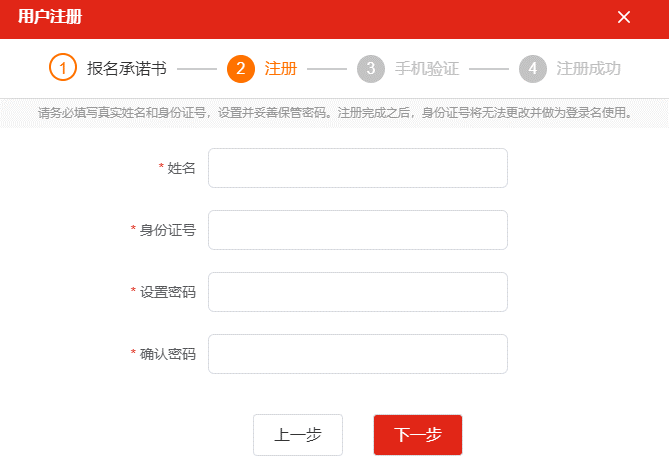 用户注册
1 报名承诺书 2 注册 3 手机验证 4 注册成功
请务必填写真实姓名和身份证号，设置并妥善保管密码。注册完成之后，身份证号将无法更改并做为登录名使用。
* 姓名
* 身份证号
* 设置密码
* 确认密码
上一步 下一步